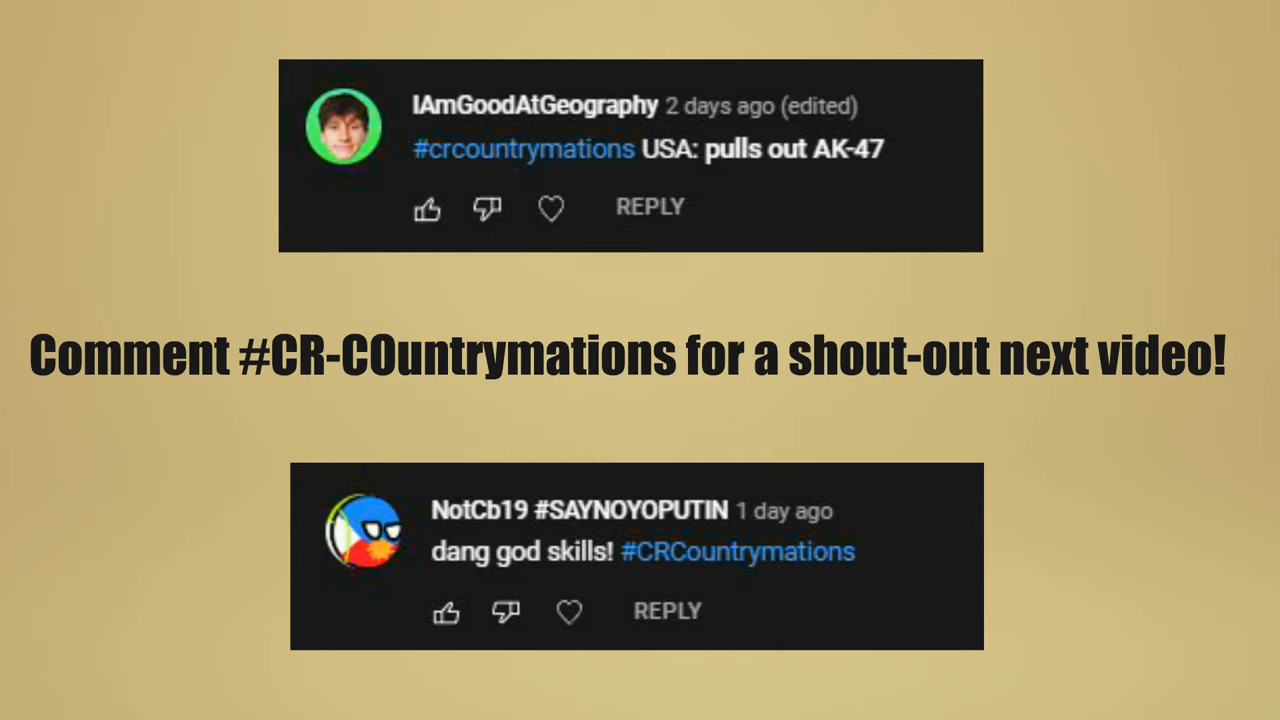 IAmGoodAtGeography 2 days ago (edited)
#crcountrymations USA: pulls out AK-47
REPLY
Comment #CR-COuntrymations for a shout-out next video!
NotCb19 #SAYNOYOPUTIN 1 day ago
dang god skills! #CRCountrymations
REPLY